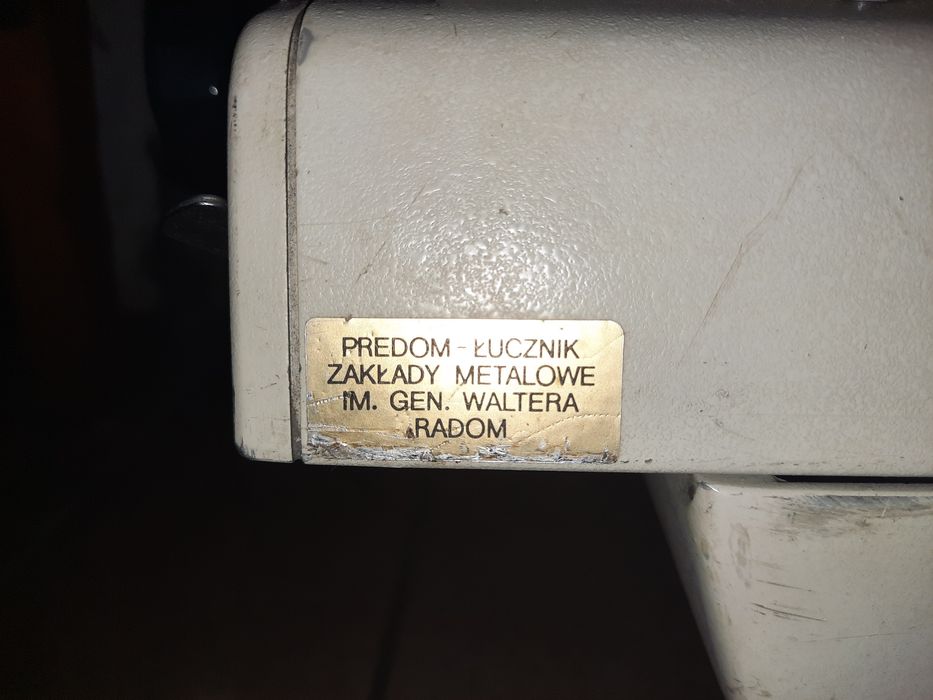 PREDOM - ŁUCZNIK
ZAKŁADY METALOWE
IM. GEN. WALTERA
RADOM